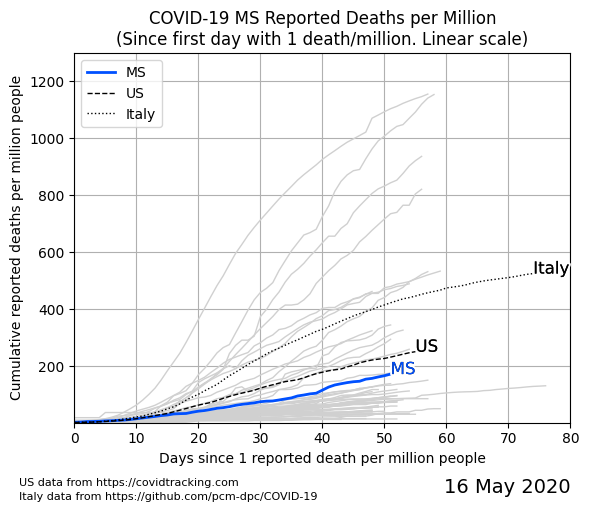 COVID-19 MS Reported Deaths per Million
(Since first day with 1 death/million. Linear scale)
Cumulative reported deaths per million people
1200
1000
800
600
400
200
MS
US
Italy
Italy
US
MS
0 10 20 30 40 50 60 70 80
Days since 1 reported death per million people
US data from https://covidtracking.com
Italy data from https://github.com/pcm-dpc/COVID-19
16 May 2020